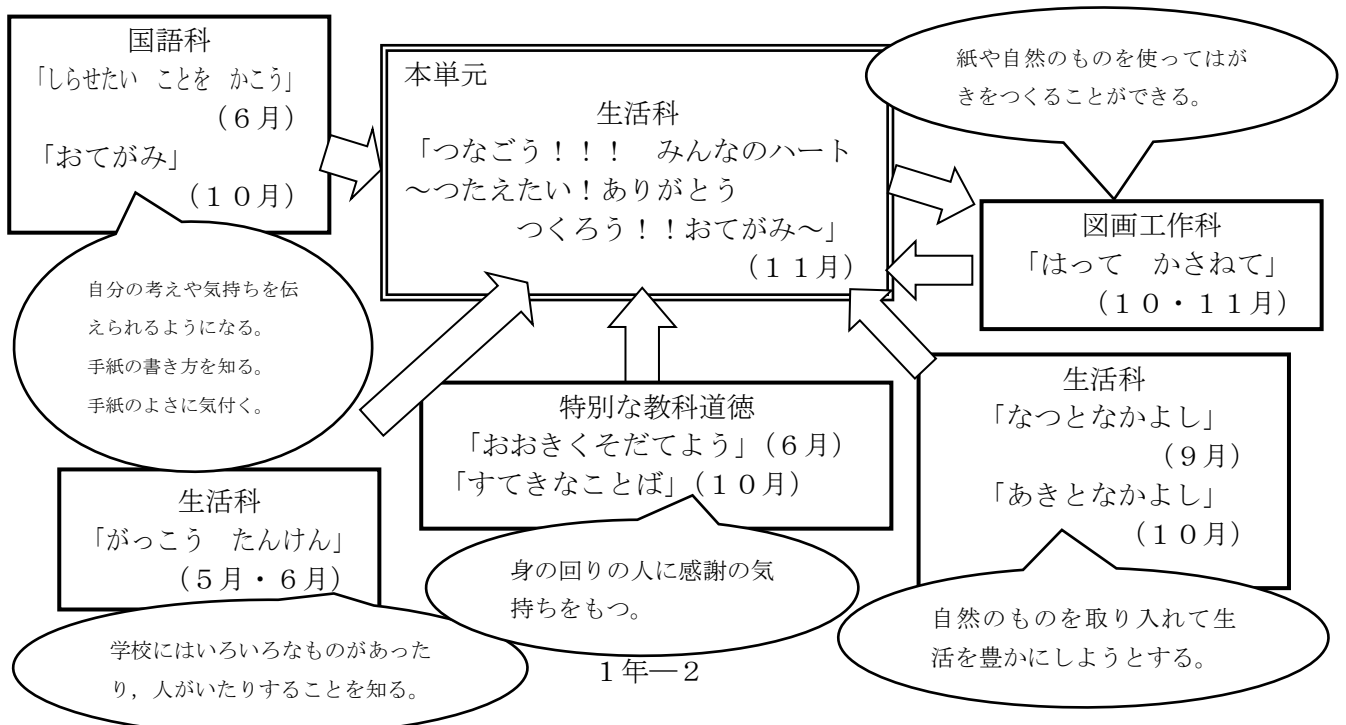 国語科
「しらせたい　ことを　かこう」
（６月）
「おてがみ」
（１０月）
自分の考えや気持ちを伝
えられるようになる。
手紙の書き方を知る。
手紙のよさに気付く。
本単元
生活科
「つなごう！！！　みんなのハート
～つたえたい！ありがとう
つくろう！！おてがみ～」
（１１月）
紙や自然のものを使ってはが
きをつくることができる。
図画工作科
「はって　かさねて」
（１０・１１月）
生活科
「がっこう　たんけん」
（５月・６月）
学校にはいろいろなものがあった
り，人がいたりすることを知る。
特別な教科道徳
「おおきくそだてよう」（６月）
「すてきなことば」（１０月）
身の回りの人に感謝の気
持ちをもつ。
生活科
「なつとなかよし」
（９月）
「あきとなかよし」
（１０月）
自然のものを取り入れて生
活を豊かにしようとする。
１年―２